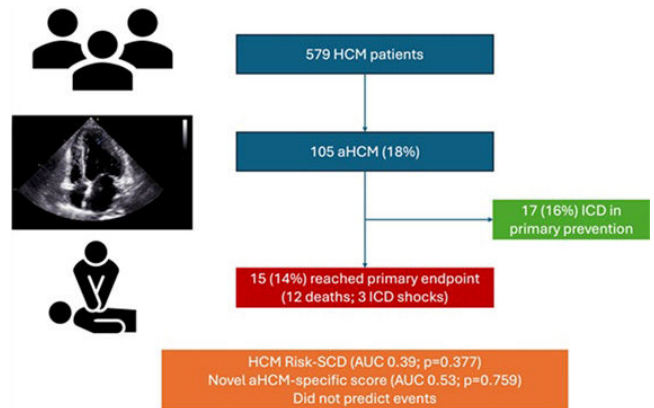 579 HCM patients
105 aHCM (18%)
17 (16%) ICD in
primary prevention
15 (14%) reached primary endpoint
(12 deaths; 3 ICD shocks)
HCM Risk-SCD (AUC 0.39; p=0.377)
Novel aHCM-specific score (AUC 0.53; p=0.759)
Did not predict events